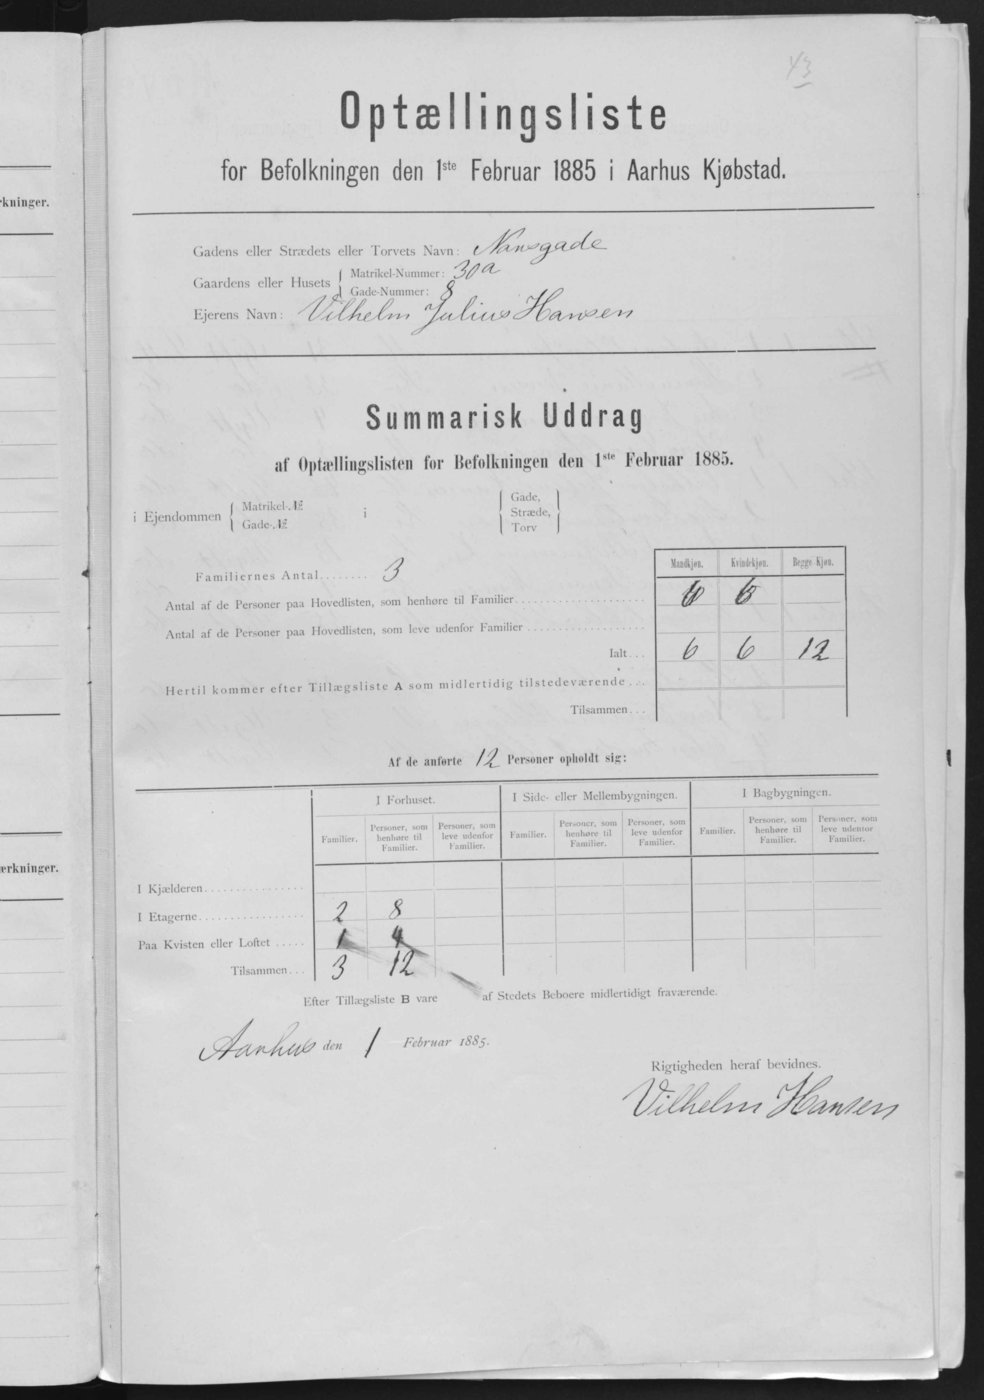 43
Optællingsliste
for Befolkningen den 1ste Februar 1885 i Aarhus Kjøbstad.
Gadens eller Strædets eller Torvets Navn: Nansgade
Gaardens eller Husets
Matrikel-Nummer: 30a
Gade-Nummer: 8
Ejerens Navn: Vilhelm Julius Hansen
Summarisk Uddrag
af Optællingslisten for Befolkningen den 1ste Februar 1885.
i Ejendommen
Matrikel-№
Gade-№
i
Gade,
Stræde,
Torv
Mandkjøn. Kvindekjøn. Begge Kjøn.
Familiernes Antal........ 3
Antal af de Personer paa Hovedlisten, som henhøre til Familier 6 6
Antal af de Personer paa Hovedlisten, som leve udenfor Familier
Ialt... 6 6 12
Hertil kommer efter Tillægsliste A som midlertidig tilstedeværende...
Tilsammen...
Af de anførte 12 Personer opholdt sig:
I Forhuset. I Side- eller Mellembygningen. I Bagbygningen.
Familier. Personer, som henhøre til Familier. Personer, som leve udenfor Familier. Familier. Personer, som henhøre til Familier. Personer, som leve udenfor Familier. Familier. Personer, som henhøre til Familier. Personer, som leve udenfor Familier.
I Kjælderen
I Etagerne 2 8
Paa Kvisten eller Loftet 1 4
Tilsammen... 3 12
Efter Tillægsliste B vare af Stedets Beboere midlertidigt fraværende.
Aarhus den 1 Februar 1885.
Rigtigheden heraf bevidnes.
Vilhelm Hansen
rkninger.
ærkninger.